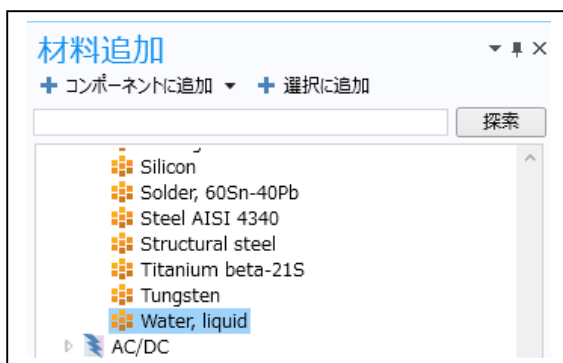 材料追加
コンポーネントに追加
選択に追加
探索
Silicon
Solder, 60Sn-40Pb
Steel AISI 4340
Structural steel
Titanium beta-21S
Tungsten
Water, liquid
AC/DC